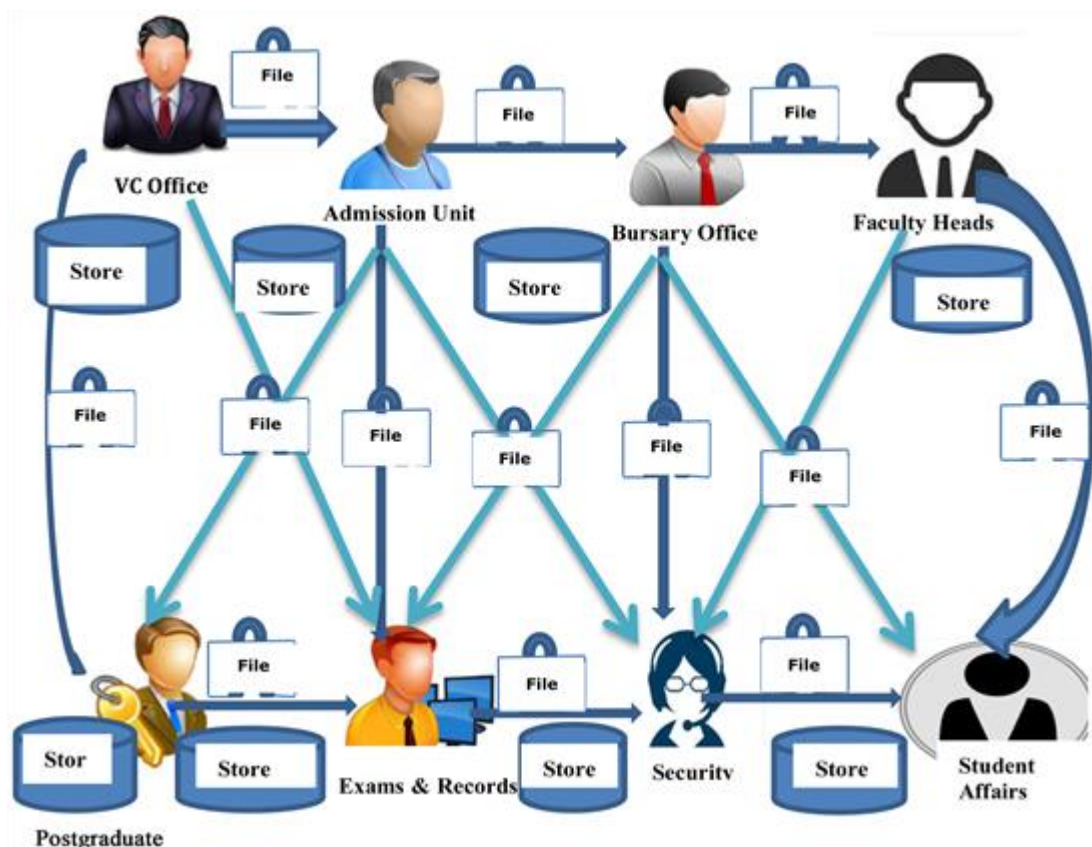 File
File
File
VC Office
Admission Unit
Bursary Office
Faculty Heads
Store
Store
Store
Store
File
File
File
File
File
File
File
File
File
File
Stor
Store
Exams & Records
Store
Security
Store
Student
Affairs
Postgraduate